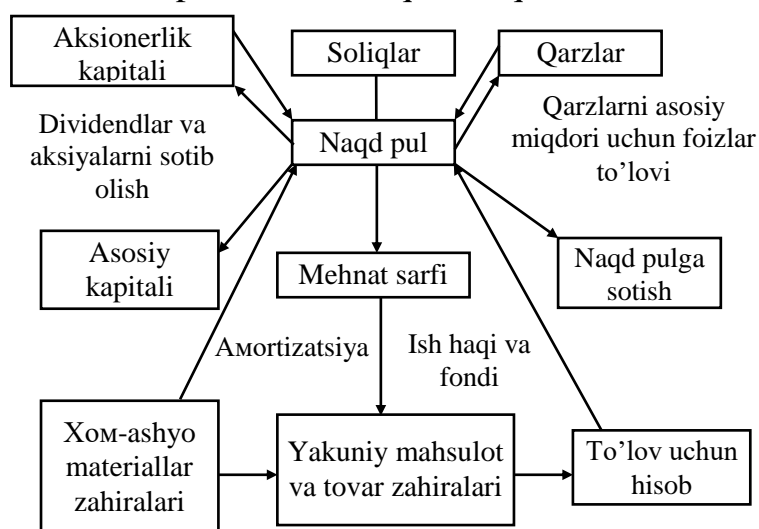 Aksionerlik
kapitali
Soliqlar
Qarzlar
Dividendlar va
aksiyalarni sotib
olish
Naqd pul
Qarzlarni asosiy
miqdori uchun foizlar
to’lovi
Asosiy
kapitali
Mehnat sarfi
Naqd pulga
sotish
Aмortizatsiya
Ish haqi va
fondi
Xoм-ashyo
materiallar
zahiralari
Yakuniy mahsulot
va tovar zahiralari
To’lov uchun
hisob